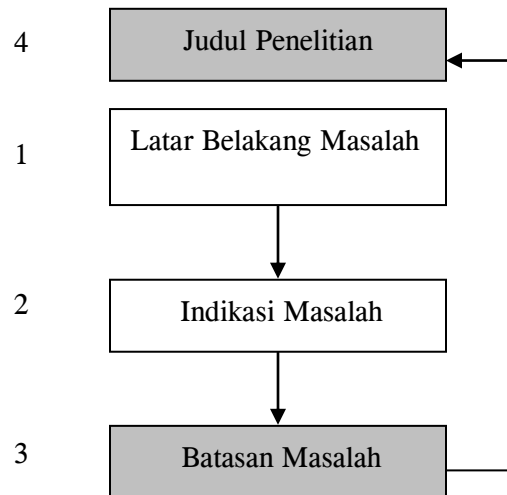 4 Judul Penelitian
1 Latar Belakang Masalah
2 Indikasi Masalah
3 Batasan Masalah